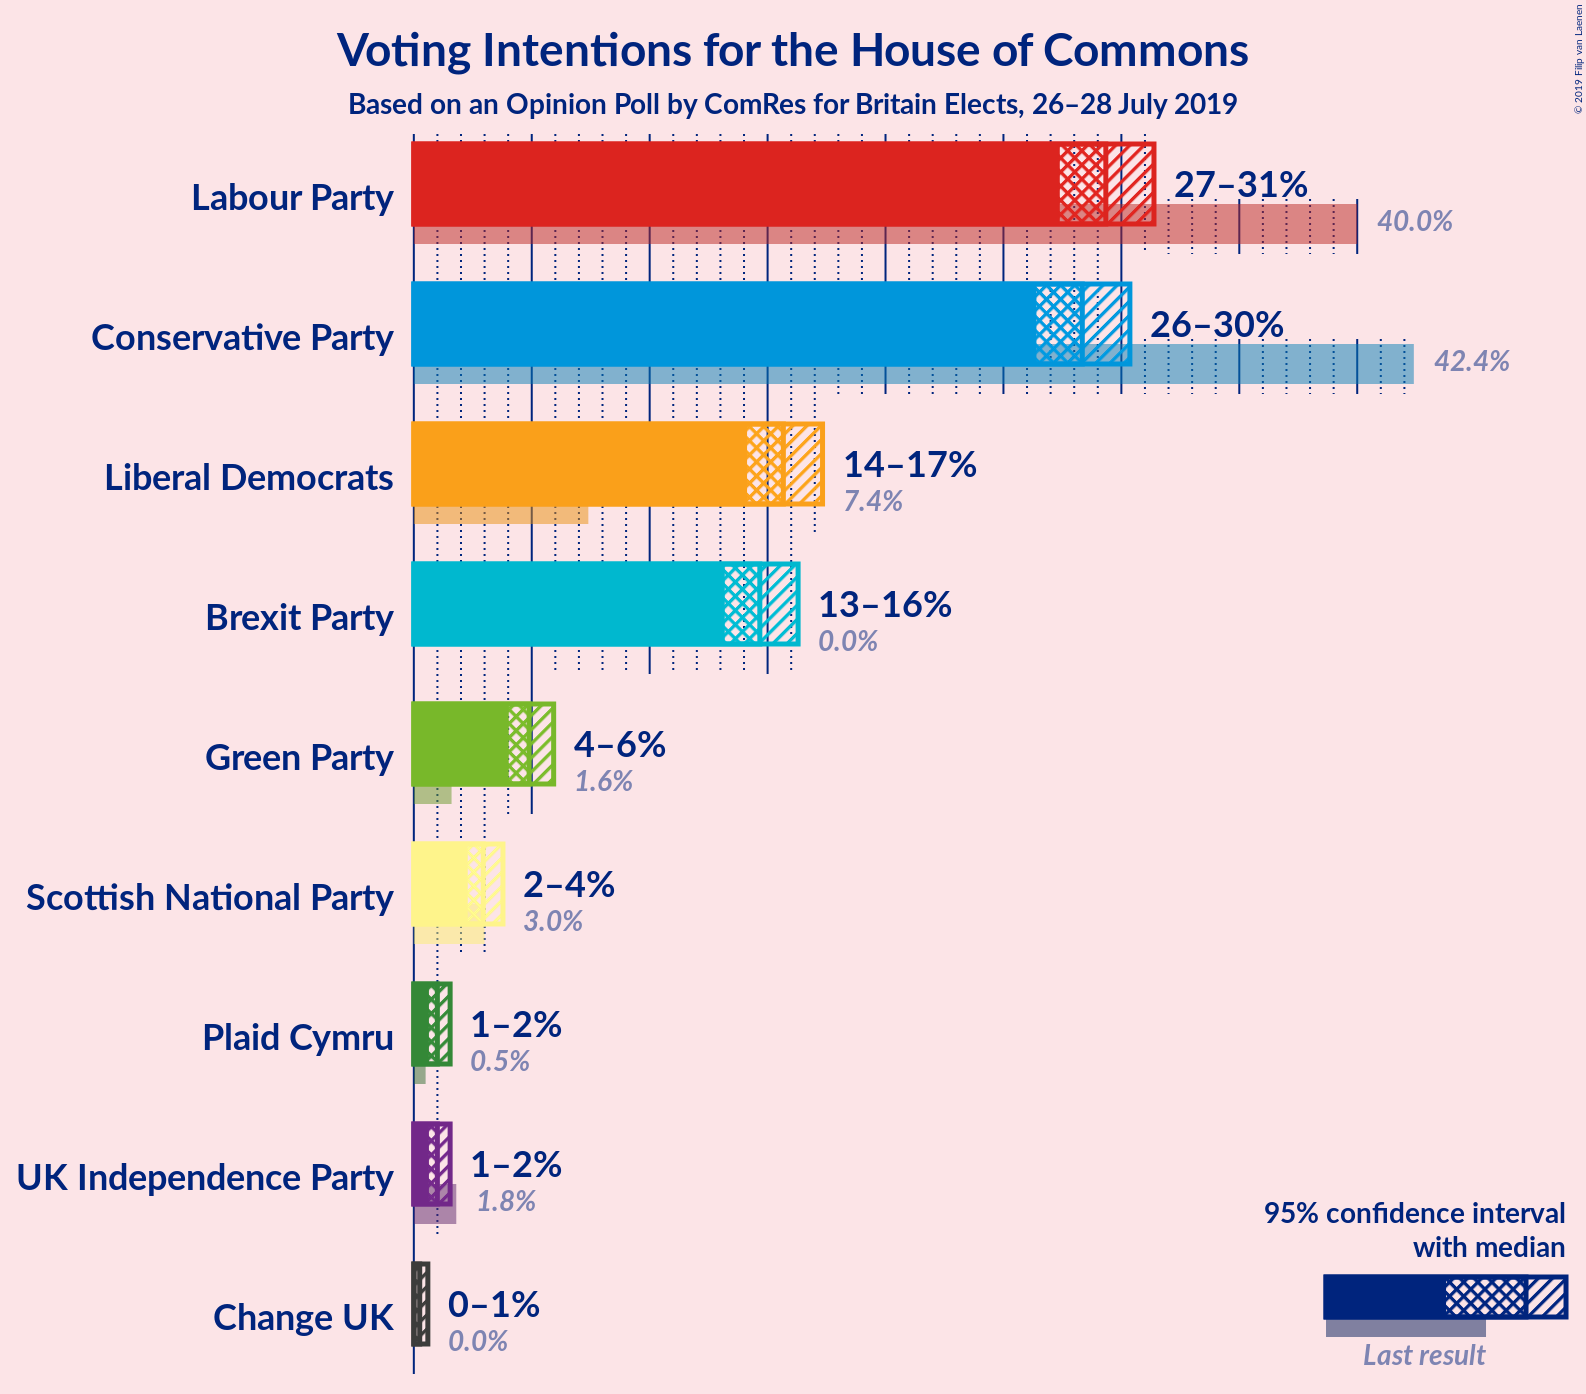 Voting Intentions for the House of Commons
Based on an Opinion Poll by ComRes for Britain Elects, 26–28 July 2019
© 2019 Filip van Laenen
Labour Party
27–31%
40.0%
Conservative Party
26–30%
42.4%
Liberal Democrats
14–17%
7.4%
Brexit Party
13–16%
0.0%
Green Party
4–6%
1.6%
Scottish National Party
2–4%
3.0%
Plaid Cymru
1–2%
0.5%
UK Independence Party
1–2%
1.8%
Change UK
0–1%
0.0%
95% confidence interval
with median
Last result